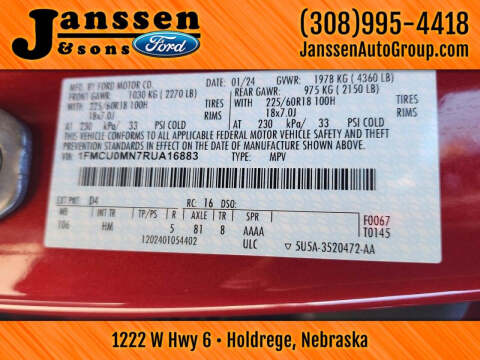 Janssen
& sons
Ford
(308)995-4418
JanssenAutoGroup.com
MFD. BY FORD MOTOR CO.
01/24 GVWR: 1978 KG ( 4360 LB)
FRONT GAWR: 1030 KG ( 2270 LB) REAR GAWR: 975 KG ( 2150 LB)
WITH 225/60R18 100H TIRES WITH 225/60R18 100H TIRES
18x7.0J 18x7.0J RIMS
AT 230 kPa/ 33 PSI COLD AT 230 kPa/ 33 PSI COLD
THIS VEHICLE CONFORMS TO ALL APPLICABLE FEDERAL MOTOR VEHICLE SAFETY AND THEFT
PREVENTION STANDARDS IN EFFECT ON THE DATE OF MANUFACTURE SHOWN ABOVE.
VIN: 1FMCU0MN7RUA16883 TYPE: MPV
EXT PNT: D4 RC: 16 DSO:
WB INT TR TP/PS R AXLE TR SPR F0067
106 HM 5 81 8 AAAA T0145
1202401054402 ULC 5U5A-3520472-AA
1222 W Hwy 6 • Holdrege, Nebraska